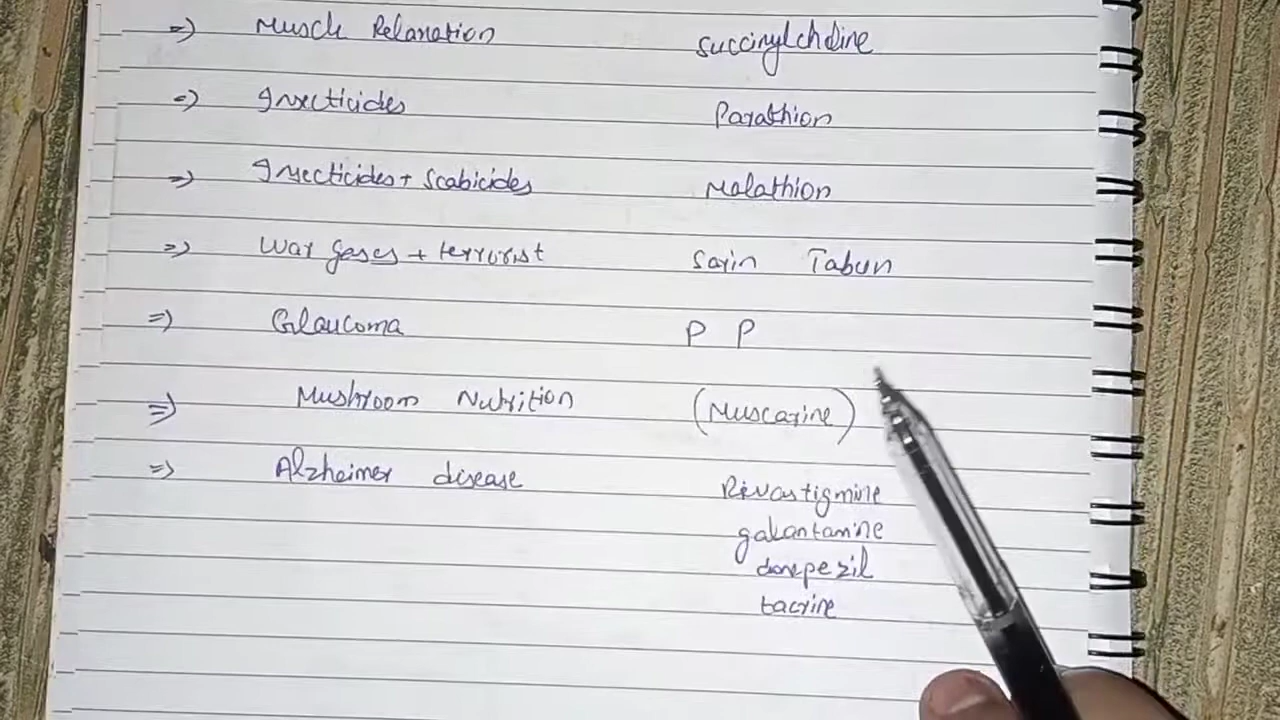 => Muscle Relaxation Succinylcholine
=> Insecticides Parathion
=> Insecticides + Scabicides Malathion
=> War gases + terrorist Sarin Tabun
=> Glaucoma P P
=> Mushroom Nutrition (Muscarine)
=> Alzheimer disease Rivastigmine
galantamine
donepezil
tacrine